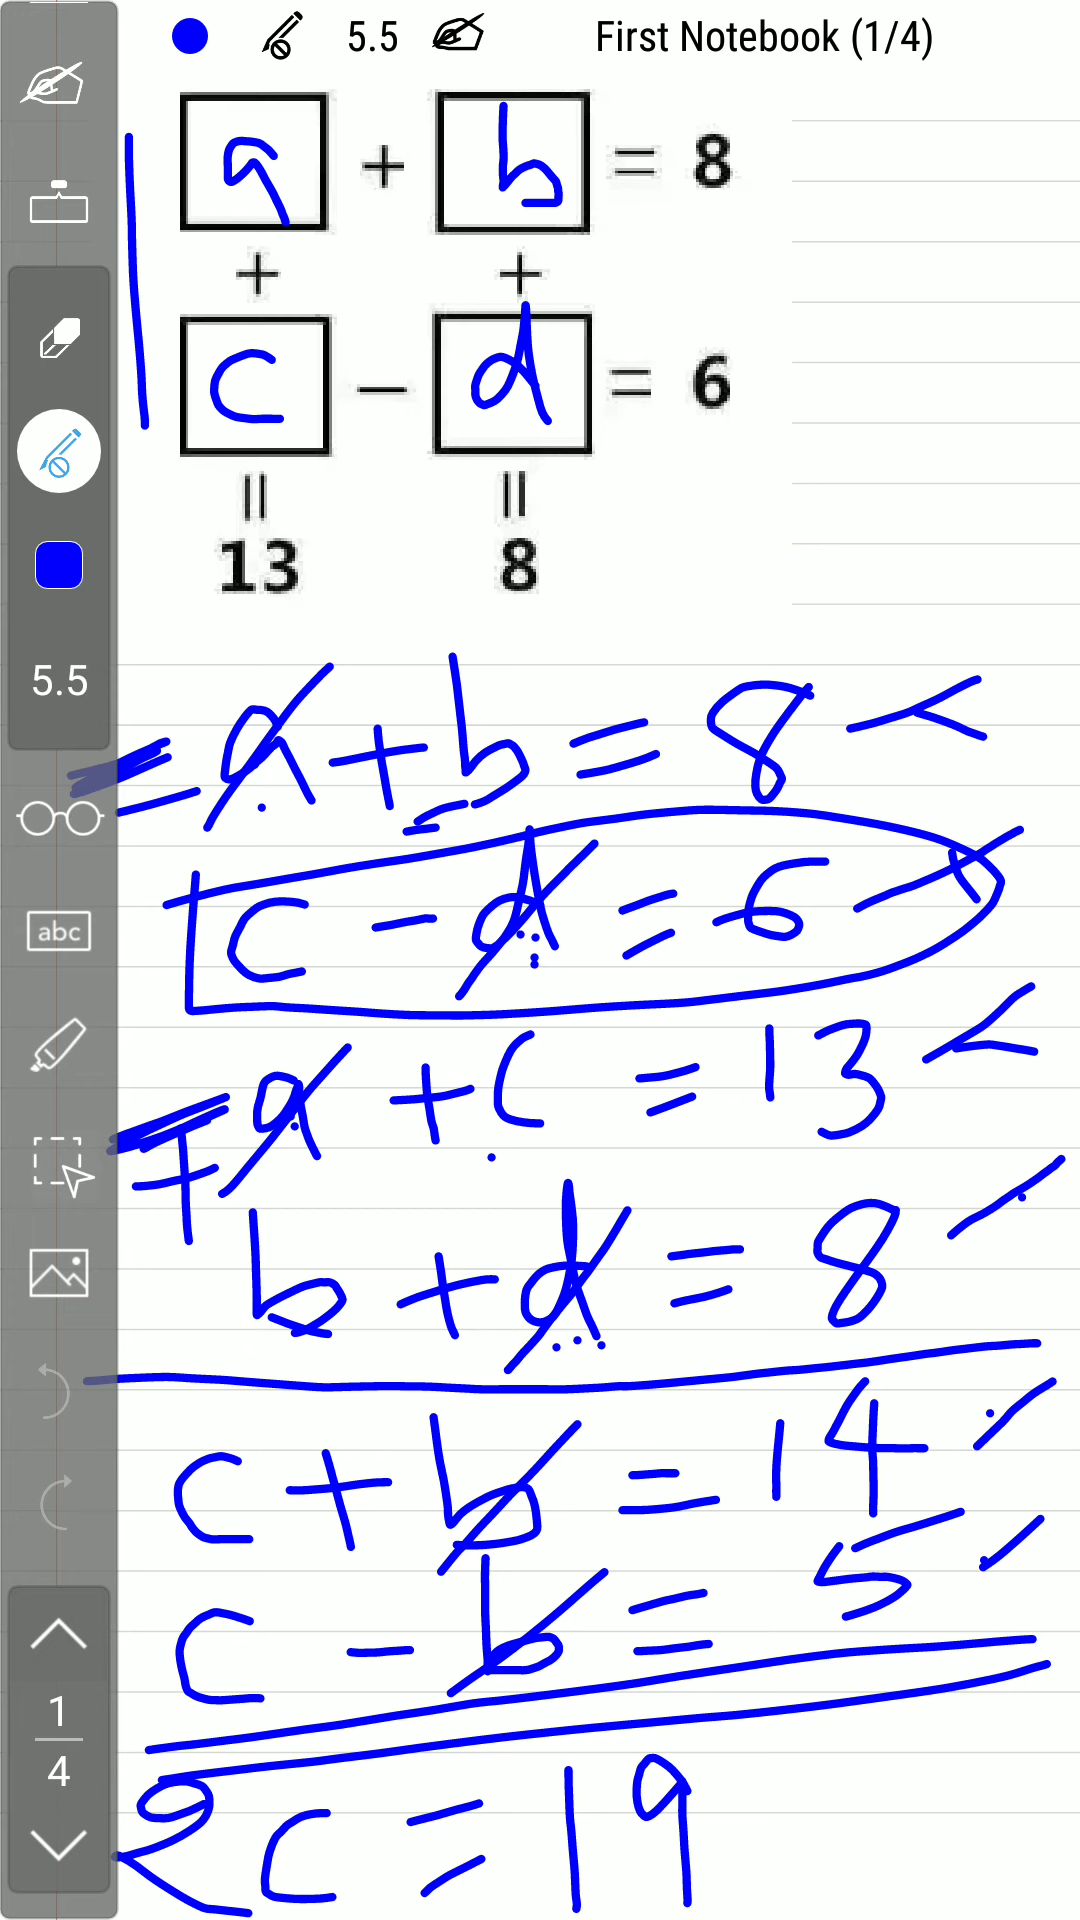 5.5 First Notebook (1/4)
a + b = 8
+ +
c − d = 6
= =
13 8
5.5
- a + b = 8
c - d = 6
abc
+ a + c = 13
b + d = 8
c + b = 14
c - b = 5
1
4
2c = 19